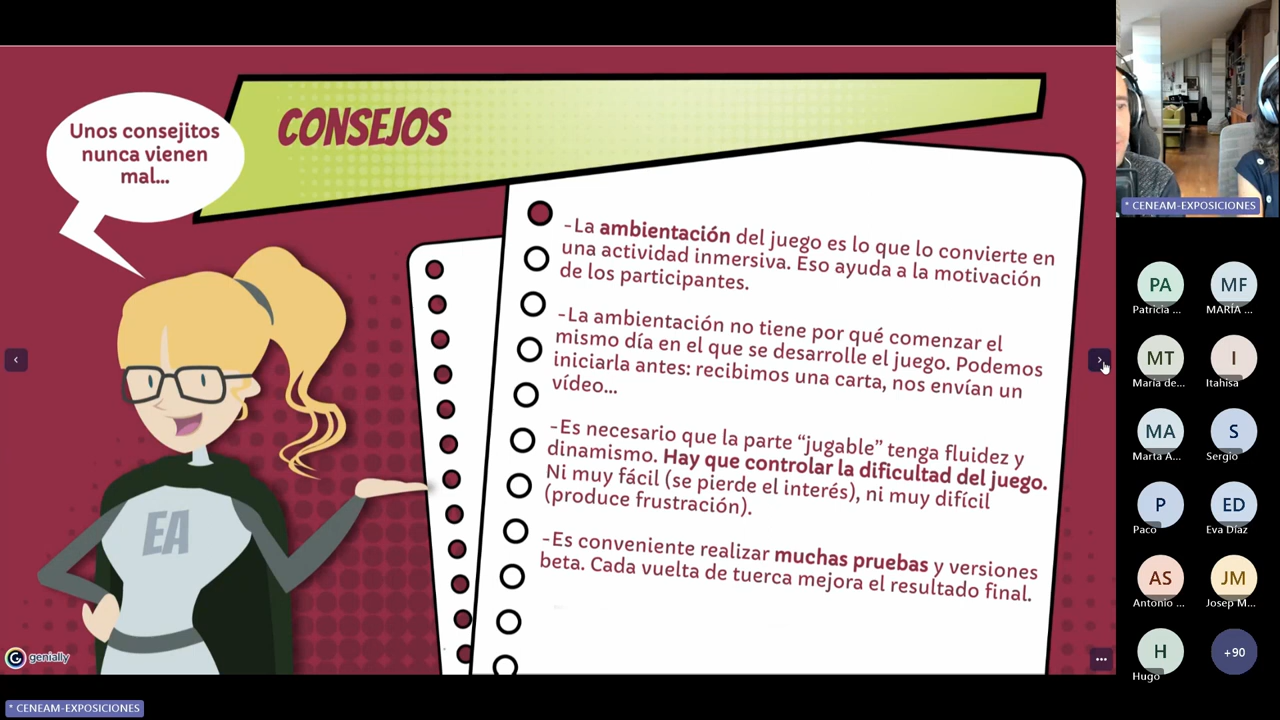 Unos consejitos
nunca vienen
mal...
CONSEJOS
-La ambientación del juego es lo que lo convierte en
una actividad inmersiva. Eso ayuda a la motivación
de los participantes.
-La ambientación no tiene por qué comenzar el
mismo día en el que se desarrolle el juego. Podemos
iniciarla antes: recibimos una carta, nos envían un
vídeo...
-Es necesario que la parte “jugable” tenga fluidez y
dinamismo. Hay que controlar la dificultad del juego.
Ni muy fácil (se pierde el interés), ni muy difícil
(produce frustración).
-Es conveniente realizar muchas pruebas y versiones
beta. Cada vuelta de tuerca mejora el resultado final.
EA
genially
* CENEAM-EXPOSICIONES
* CENEAM-EXPOSICIONES
PA
Patricia ...
MF
MARÍA ...
MT
María de...
I
Itahisa
MA
Marta A...
S
Sergio
P
Paco
ED
Eva Díaz
AS
Antonio ...
JM
Josep M...
H
Hugo
+90